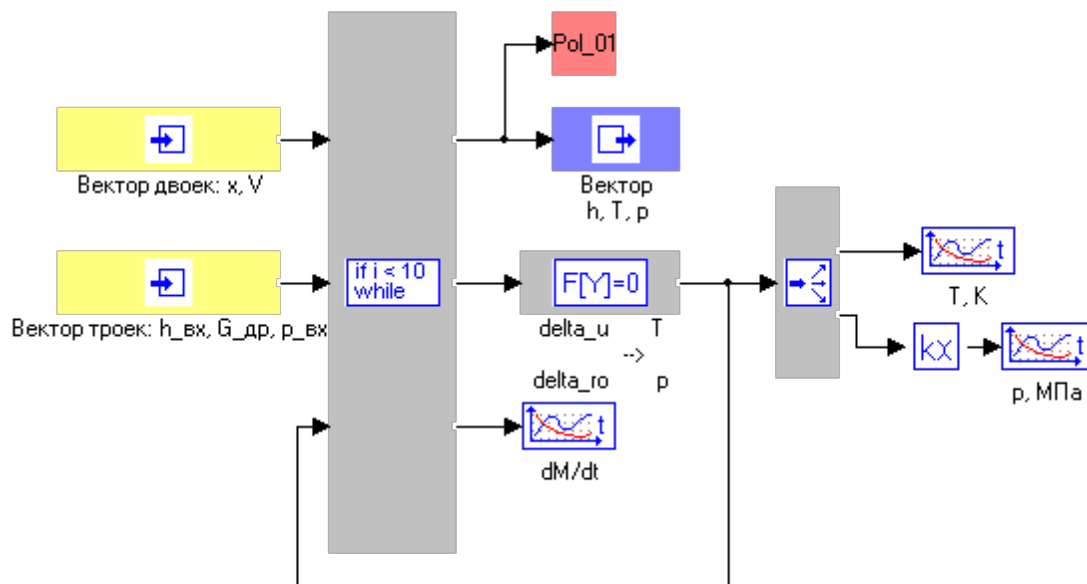 Pol_01
Вектор двоек: x, V
Вектор
h, T, p
if i < 10
while
t
T, K
Вектор троек: h_вх, G_др, p_вх
F[Y]=0
delta_u T
-->
delta_ro p
kx
t
p, МПа
t
dM/dt